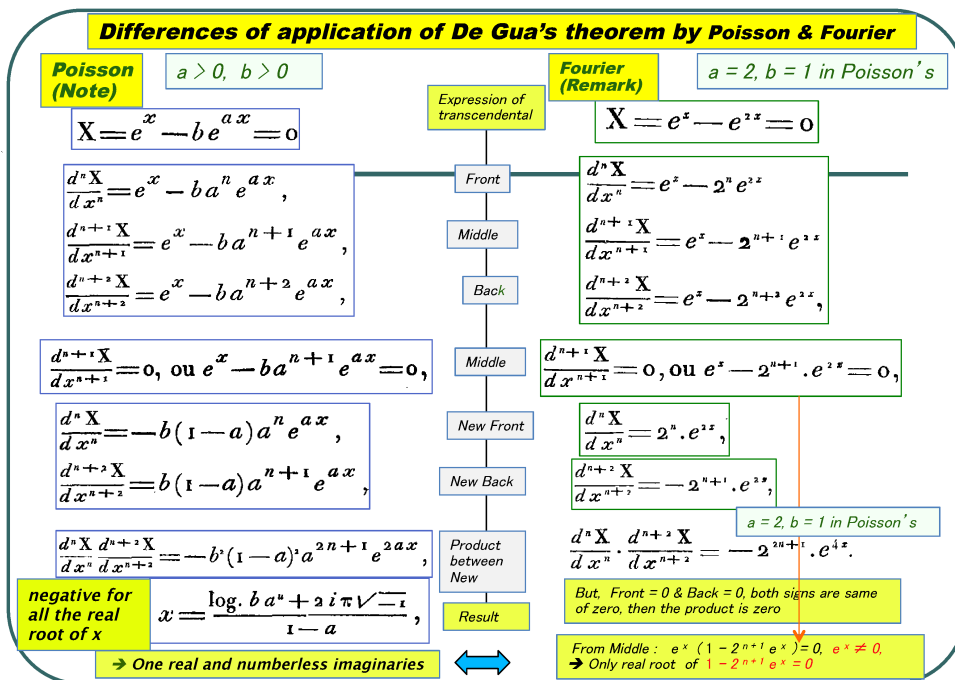 Differences of application of De Gua's theorem by Poisson & Fourier
Poisson
(Note)
a > 0, b > 0
Fourier
(Remark)
a = 2, b = 1 in Poisson's
Expression of
transcendental
X = e^x − b e^{ax} = 0
X = e^x − e^{2x} = 0
Front
d^n X / dx^n = e^x − b a^n e^{ax},
d^n X / dx^n = e^x − 2^n e^{2x}
Middle
d^{n+1} X / dx^{n+1} = e^x − b a^{n+1} e^{ax},
d^{n+1} X / dx^{n+1} = e^x − 2^{n+1} e^{2x}
Back
d^{n+2} X / dx^{n+2} = e^x − b a^{n+2} e^{ax},
d^{n+2} X / dx^{n+2} = e^x − 2^{n+2} e^{2x},
Middle
d^{n+1} X / dx^{n+1} = 0, ou e^x − b a^{n+1} e^{ax} = 0,
d^{n+1} X / dx^{n+1} = 0, ou e^x − 2^{n+1} . e^{2x} = 0,
New Front
d^n X / dx^n = −b (1 − a) a^n e^{ax},
d^n X / dx^n = 2^n . e^{2x},
New Back
d^{n+2} X / dx^{n+2} = b (1 − a) a^{n+1} e^{ax},
d^{n+2} X / dx^{n+2} = −2^{n+1} . e^{2x},
a = 2, b = 1 in Poisson's
Product
between
New
d^n X / dx^n d^{n+2} X / dx^{n+2} = −b² (1 − a)² a^{2n+1} e^{2ax},
d^n X / dx^n . d^{n+2} X / dx^{n+2} = −2^{2n+1} . e^{4x}.
negative for
all the real
root of x
x = (log. b a^n + 2 i π √−1) / (1 − a),
Result
But, Front = 0 & Back = 0, both signs are same
of zero, then the product is zero
➔ One real and numberless imaginaries
From Middle : e^x ( 1 − 2^{n+1} e^x ) = 0, e^x ≠ 0,
➔ Only real root of 1 − 2^{n+1} e^x = 0